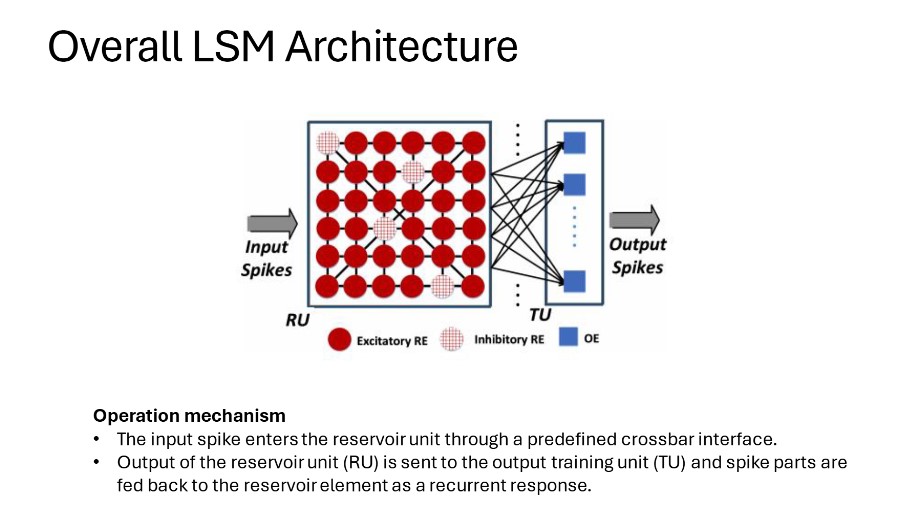 Overall LSM Architecture
Input
Spikes
Output
Spikes
RU
TU
Excitatory RE
Inhibitory RE
OE
Operation mechanism
• The input spike enters the reservoir unit through a predefined crossbar interface.
• Output of the reservoir unit (RU) is sent to the output training unit (TU) and spike parts are
fed back to the reservoir element as a recurrent response.